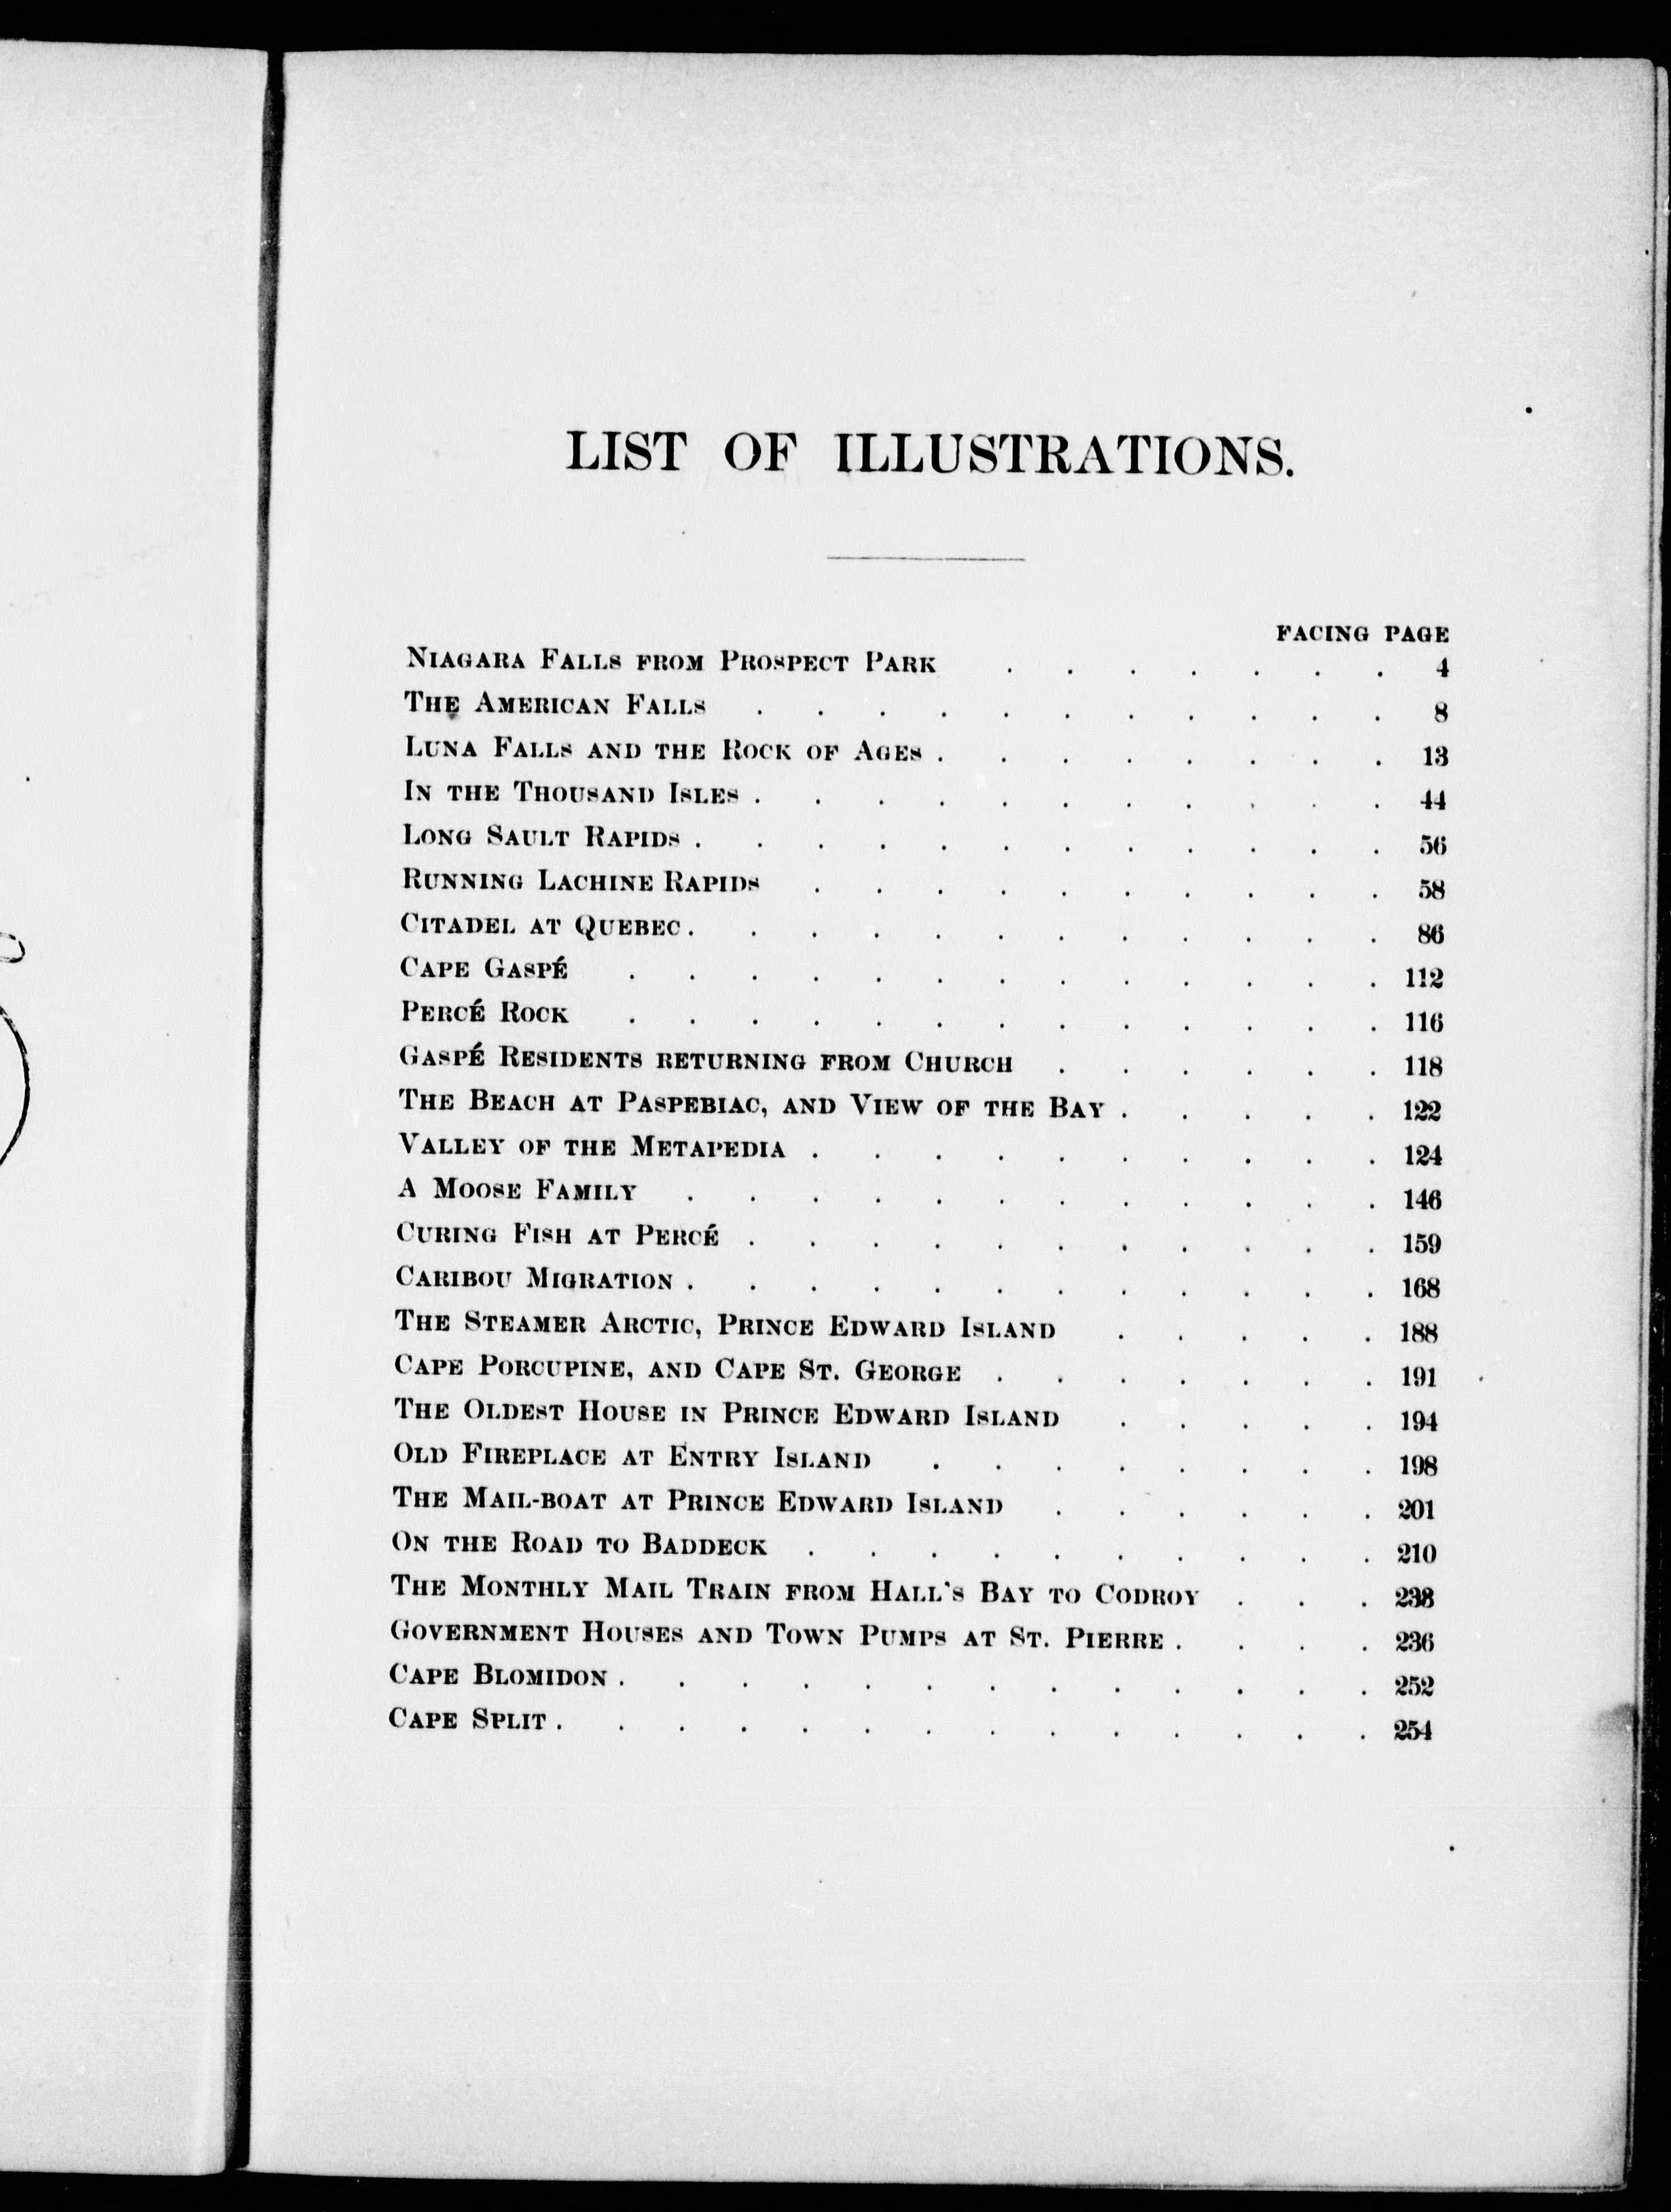 LIST OF ILLUSTRATIONS.
FACING PAGE
NIAGARA FALLS FROM PROSPECT PARK . . . . . . . 4
THE AMERICAN FALLS . . . . . . . . . . . 8
LUNA FALLS AND THE ROCK OF AGES . . . . . . . . 13
IN THE THOUSAND ISLES . . . . . . . . . . . 44
LONG SAULT RAPIDS . . . . . . . . . . . . 56
RUNNING LACHINE RAPIDS . . . . . . . . . . 58
CITADEL AT QUEBEC . . . . . . . . . . . . 86
CAPE GASPÉ . . . . . . . . . . . . . 112
PERCÉ ROCK . . . . . . . . . . . . . 116
GASPÉ RESIDENTS RETURNING FROM CHURCH . . . . . . 118
THE BEACH AT PASPEBIAC, AND VIEW OF THE BAY . . . . . 122
VALLEY OF THE METAPEDIA . . . . . . . . . . 124
A MOOSE FAMILY . . . . . . . . . . . . 146
CURING FISH AT PERCÉ . . . . . . . . . . . 159
CARIBOU MIGRATION . . . . . . . . . . . . 168
THE STEAMER ARCTIC, PRINCE EDWARD ISLAND . . . . . 188
CAPE PORCUPINE, AND CAPE ST. GEORGE . . . . . . . 191
THE OLDEST HOUSE IN PRINCE EDWARD ISLAND . . . . . 194
OLD FIREPLACE AT ENTRY ISLAND . . . . . . . . 198
THE MAIL-BOAT AT PRINCE EDWARD ISLAND . . . . . . 201
ON THE ROAD TO BADDECK . . . . . . . . . . 210
THE MONTHLY MAIL TRAIN FROM HALL'S BAY TO CODROY . . . 238
GOVERNMENT HOUSES AND TOWN PUMPS AT ST. PIERRE . . . . 236
CAPE BLOMIDON . . . . . . . . . . . . . 252
CAPE SPLIT . . . . . . . . . . . . . . 254